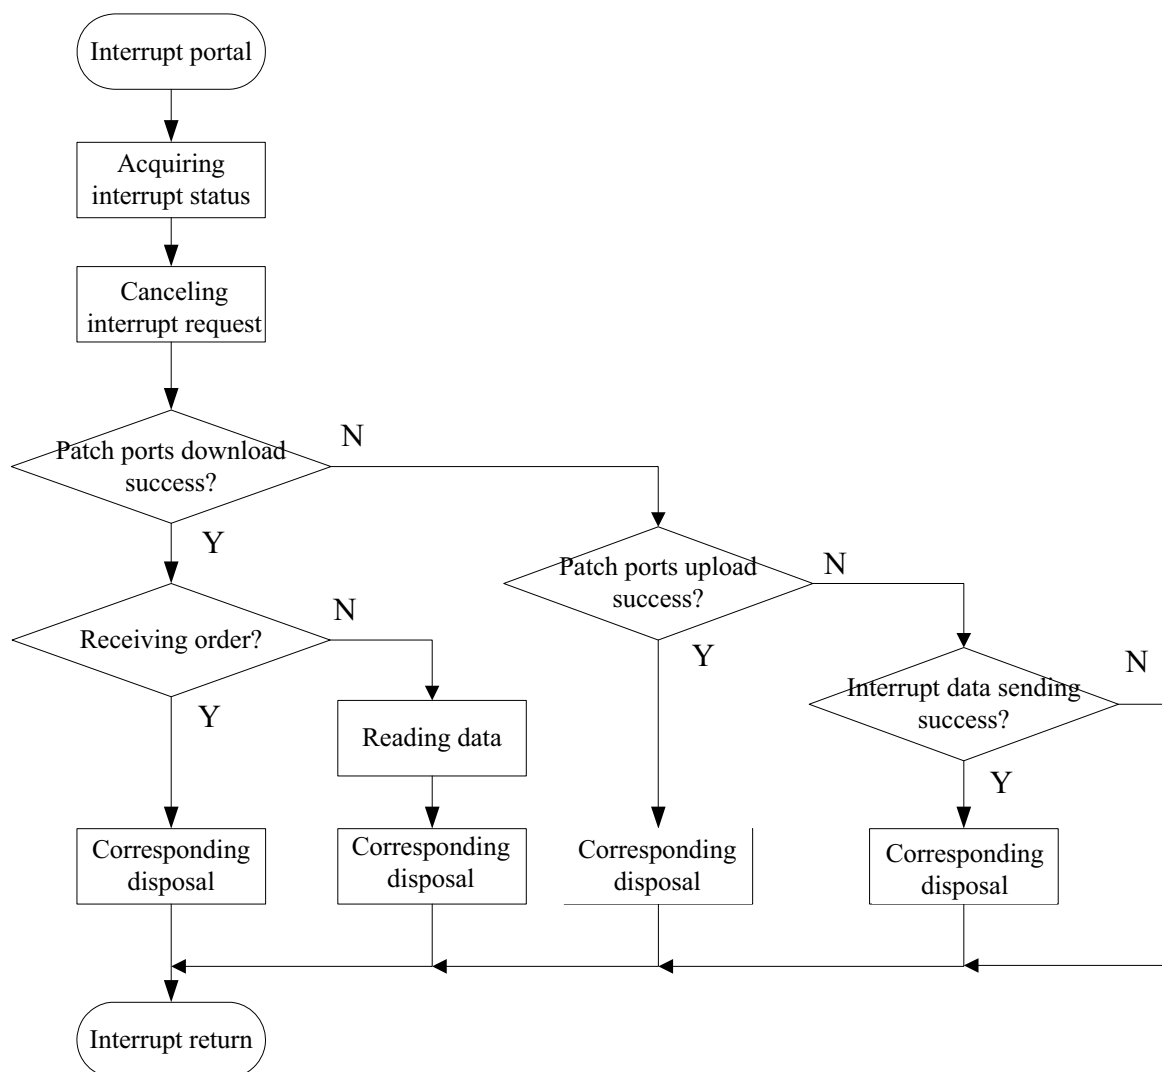 Interrupt portal
Acquiring
interrupt status
Canceling
interrupt request
Patch ports download
success?
N
Y
Patch ports upload
success?
N
Y
Receiving order?
N
Y
Interrupt data sending
success?
N
Y
Reading data
Corresponding
disposal
Corresponding
disposal
Corresponding
disposal
Corresponding
disposal
Interrupt return